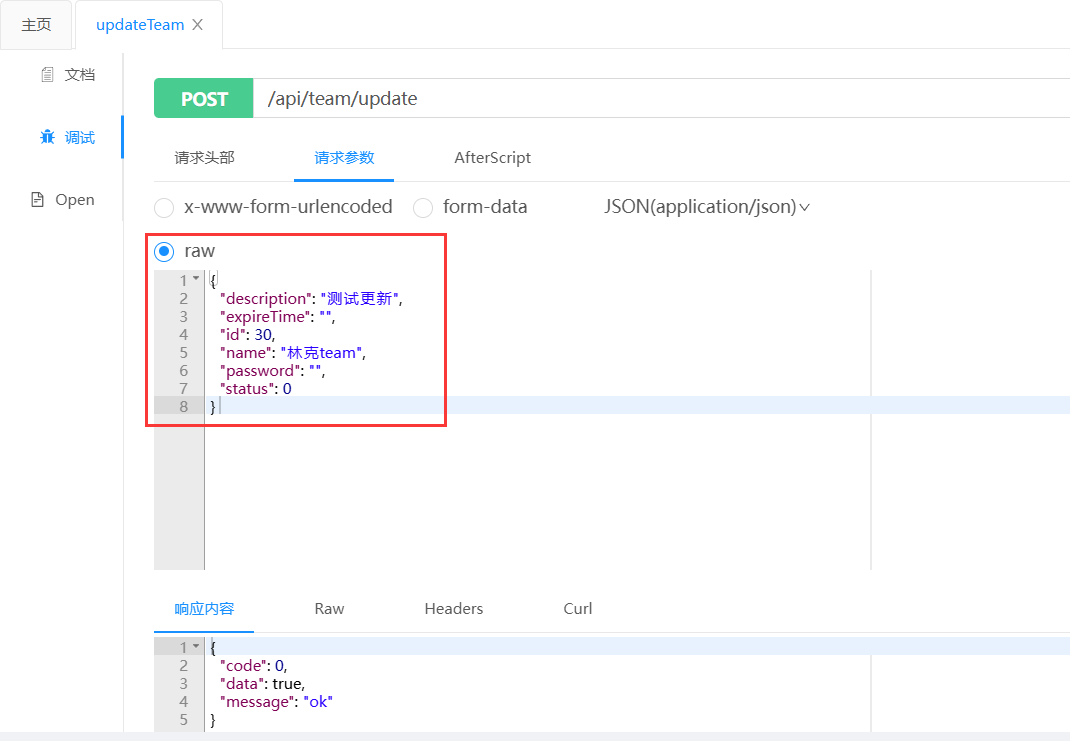 主页
updateTeam
文档
调试
Open
POST /api/team/update
请求头部 请求参数 AfterScript
x-www-form-urlencoded form-data JSON(application/json)
raw
1 {
2 "description": "测试更新",
3 "expireTime": "",
4 "id": 30,
5 "name": "林克team",
6 "password": "",
7 "status": 0
8 }
响应内容 Raw Headers Curl
1 {
2 "code": 0,
3 "data": true,
4 "message": "ok"
5 }